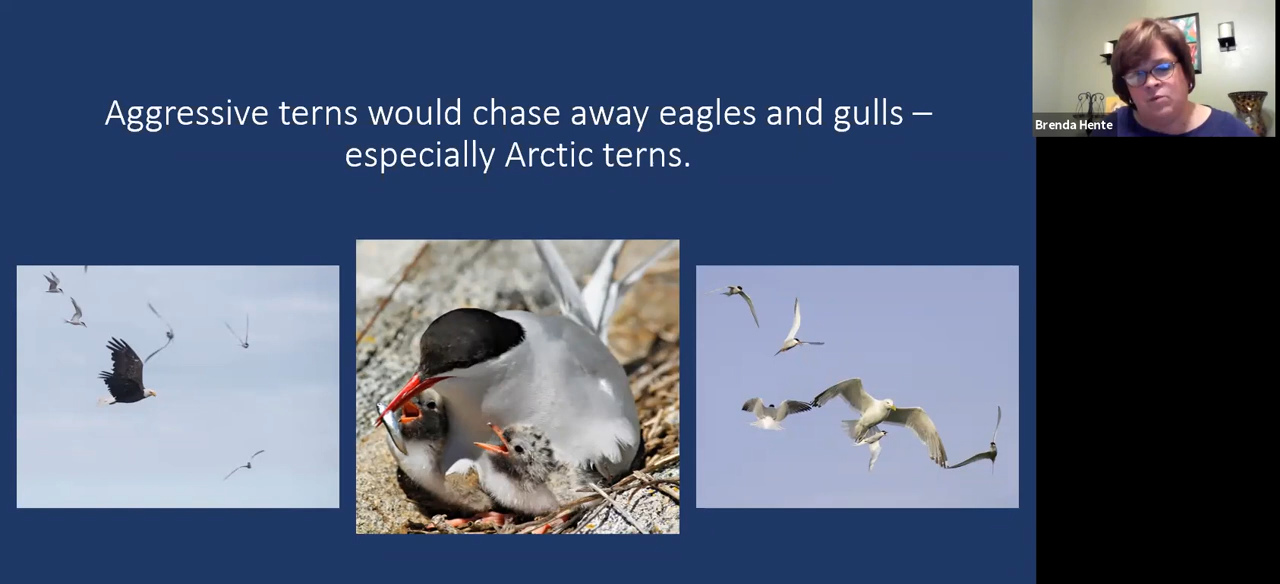 Aggressive terns would chase away eagles and gulls –
especially Arctic terns.
Brenda Hente